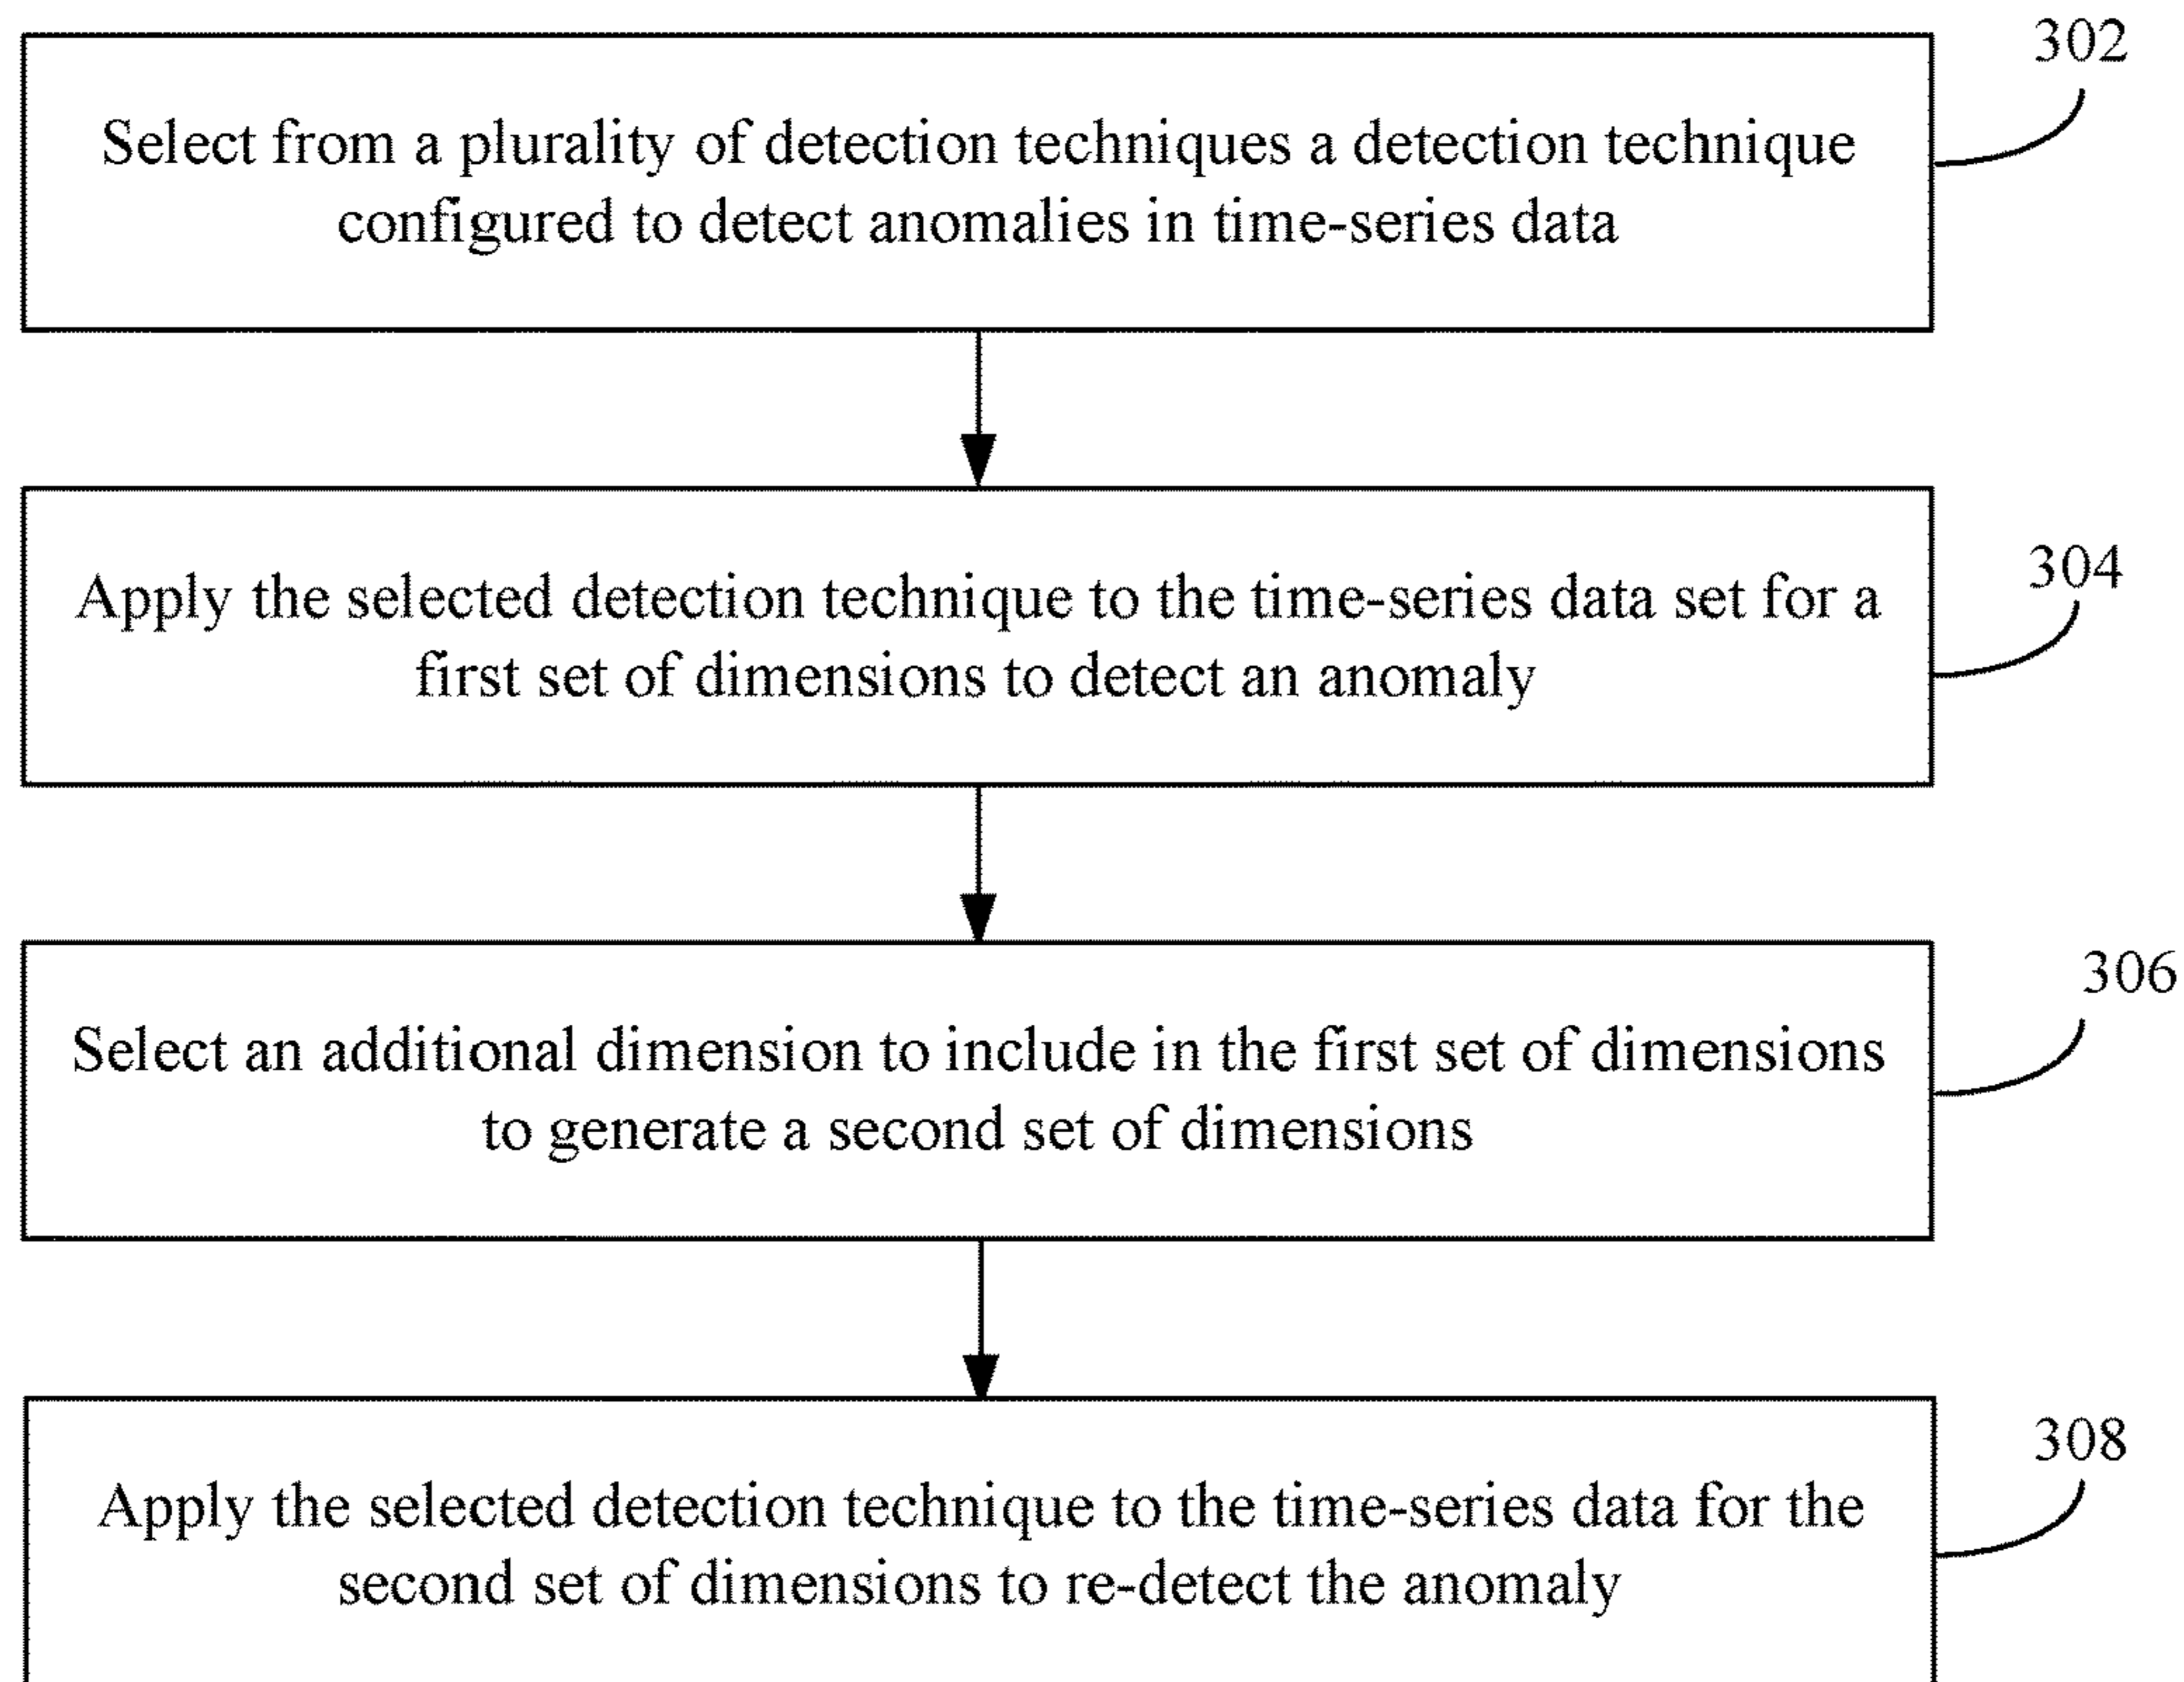 302
Select from a plurality of detection techniques a detection technique
configured to detect anomalies in time-series data
304
Apply the selected detection technique to the time-series data set for a
first set of dimensions to detect an anomaly
306
Select an additional dimension to include in the first set of dimensions
to generate a second set of dimensions
308
Apply the selected detection technique to the time-series data for the
second set of dimensions to re-detect the anomaly